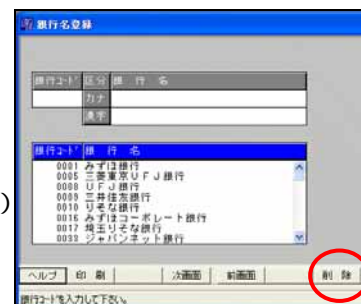 銀行名登録
銀行ｺｰﾄﾞ 区分 銀 行 名
カナ
漢字
銀行ｺｰﾄﾞ 銀 行 名
0001 みずほ銀行
0005 三菱東京ＵＦＪ銀行
0008 ＵＦＪ銀行
0009 三井住友銀行
0010 りそな銀行
0016 みずほコーポレート銀行
0017 埼玉りそな銀行
0033 ジャパンネット銀行
)
ヘルプ 印 刷 次画面 前画面 削 除
銀行ｺｰﾄﾞを入力して下さい。